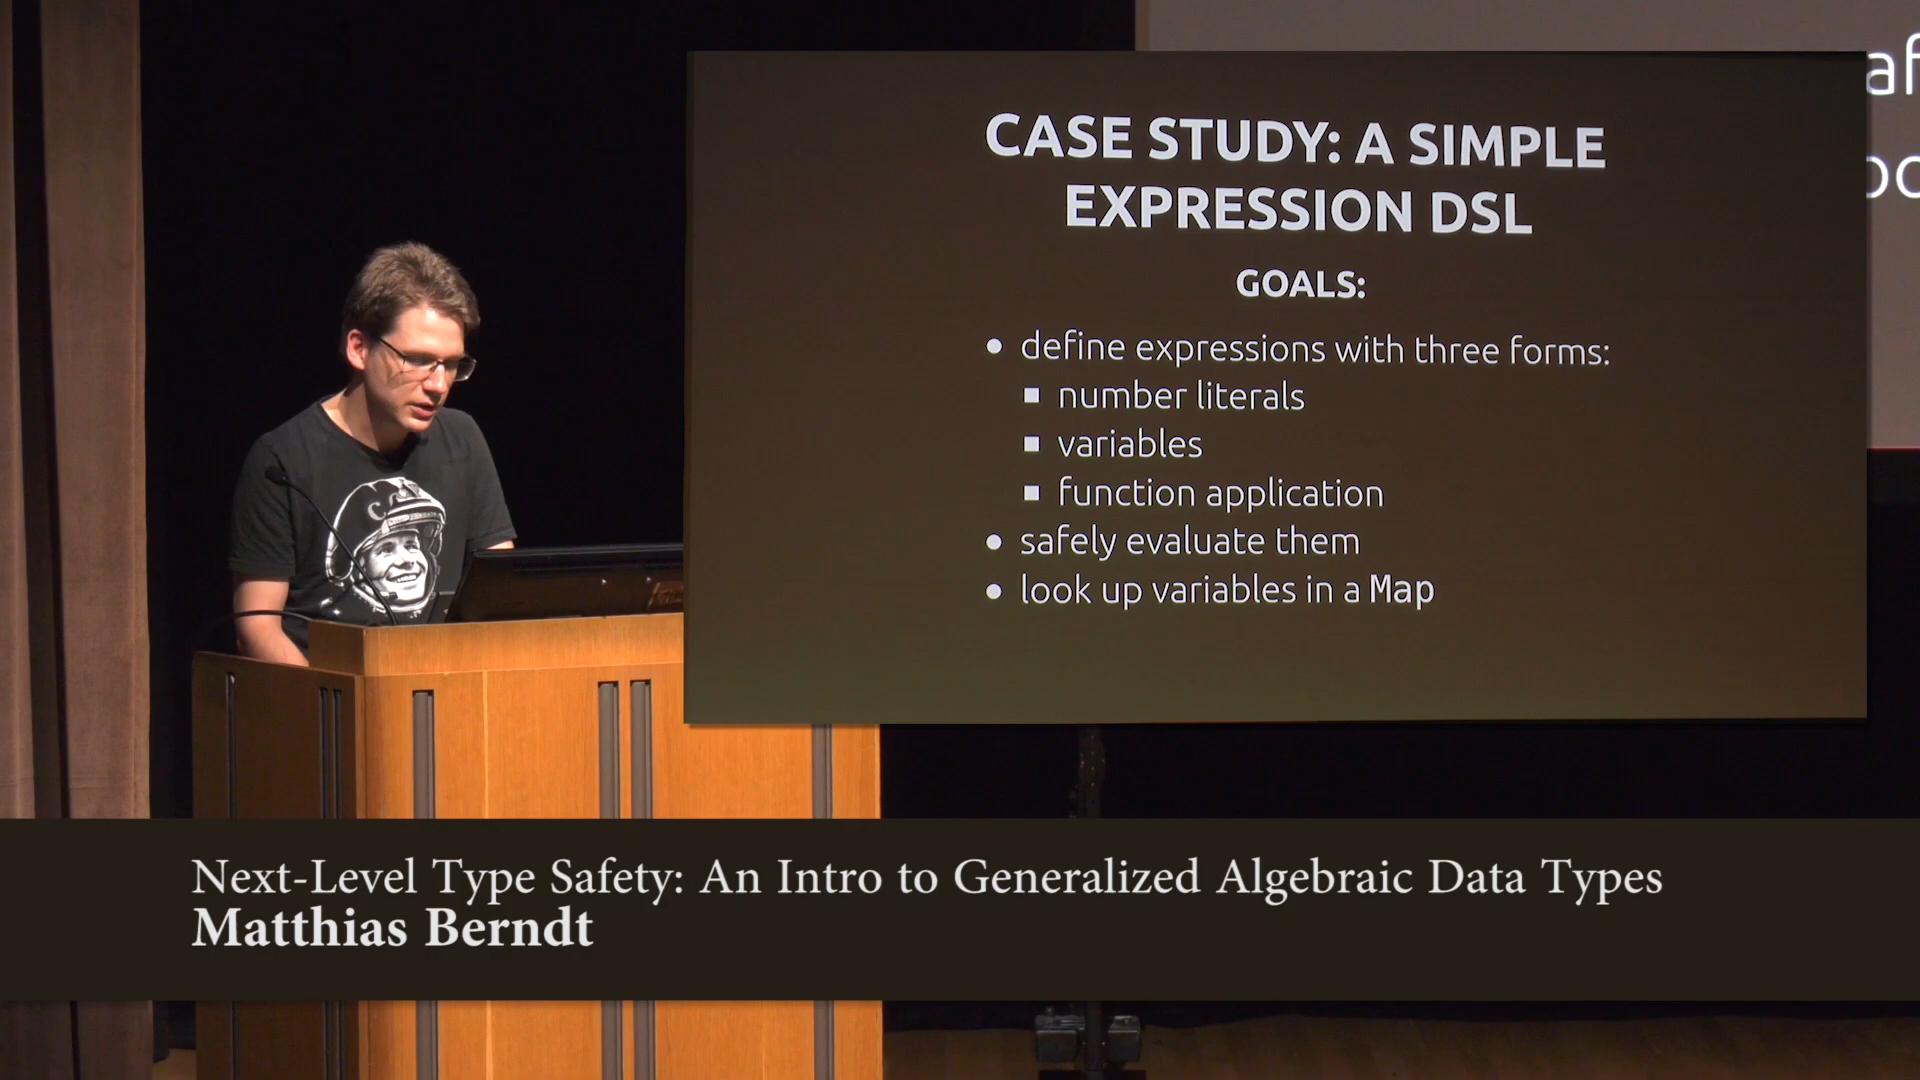 CASE STUDY: A SIMPLE
EXPRESSION DSL
GOALS:
define expressions with three forms:
number literals
variables
function application
safely evaluate them
look up variables in a Map
Next-Level Type Safety: An Intro to Generalized Algebraic Data Types
Matthias Berndt